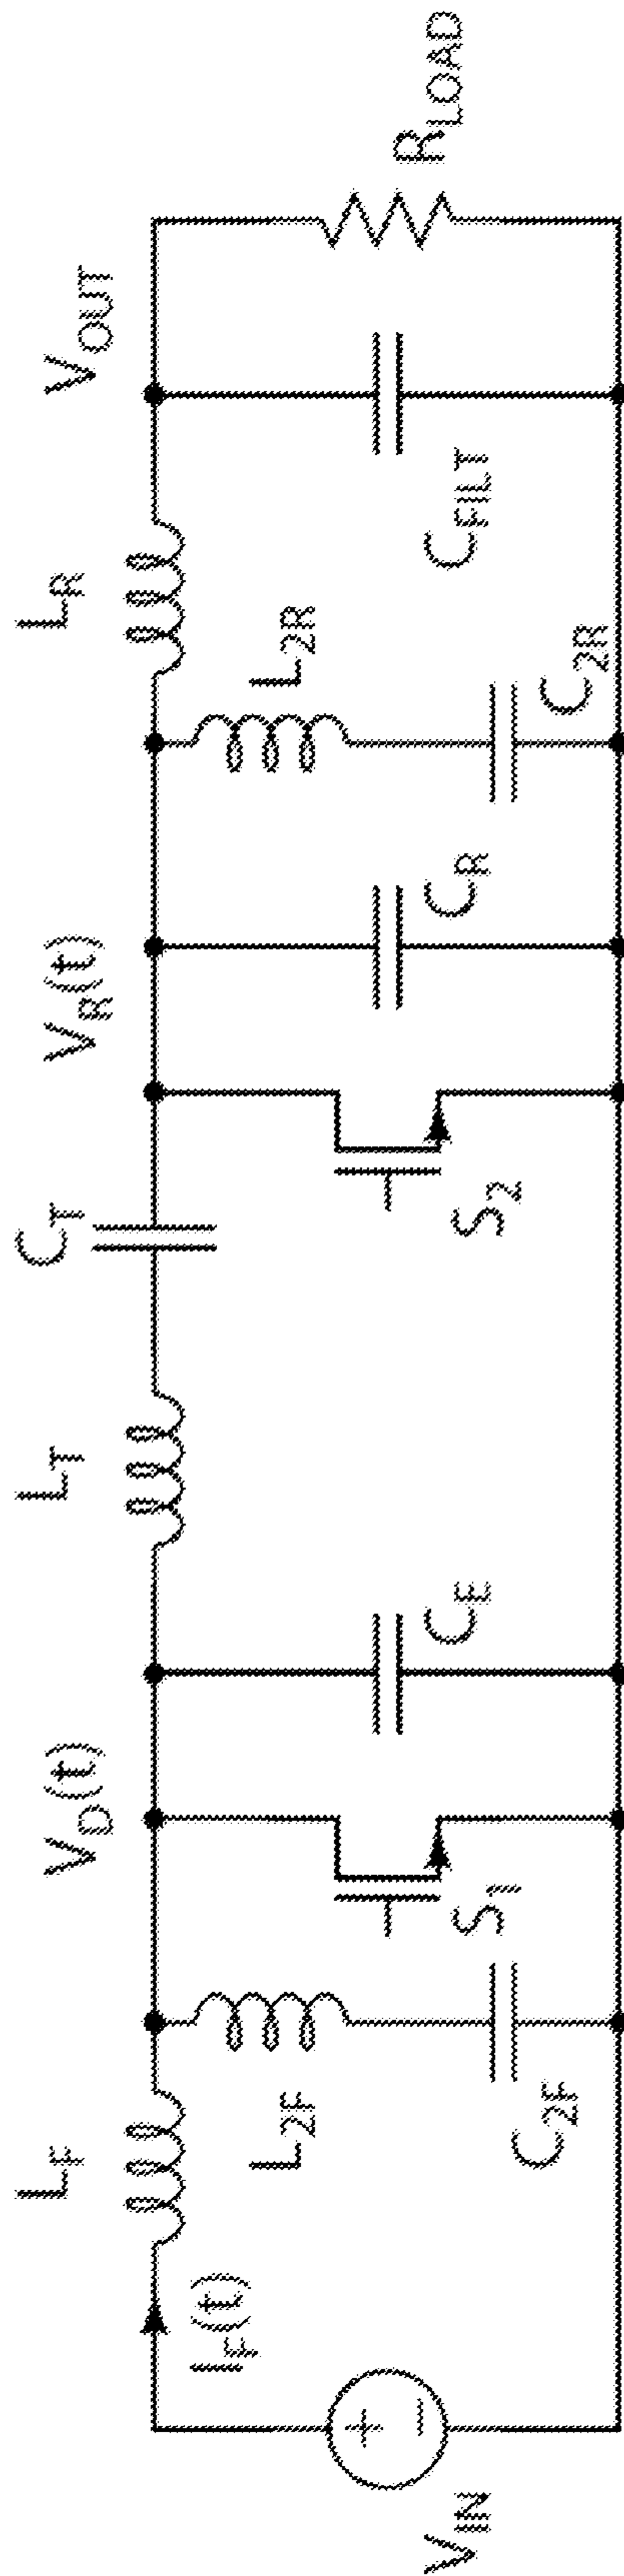 V_IN
I_F(t)
L_F
L_2F
C_2F
S_1
V_D(t)
C_E
L_T
C_T
S_2
V_R(t)
C_R
L_2R
C_2R
L_R
C_FILT
V_OUT
R_LOAD
+
−